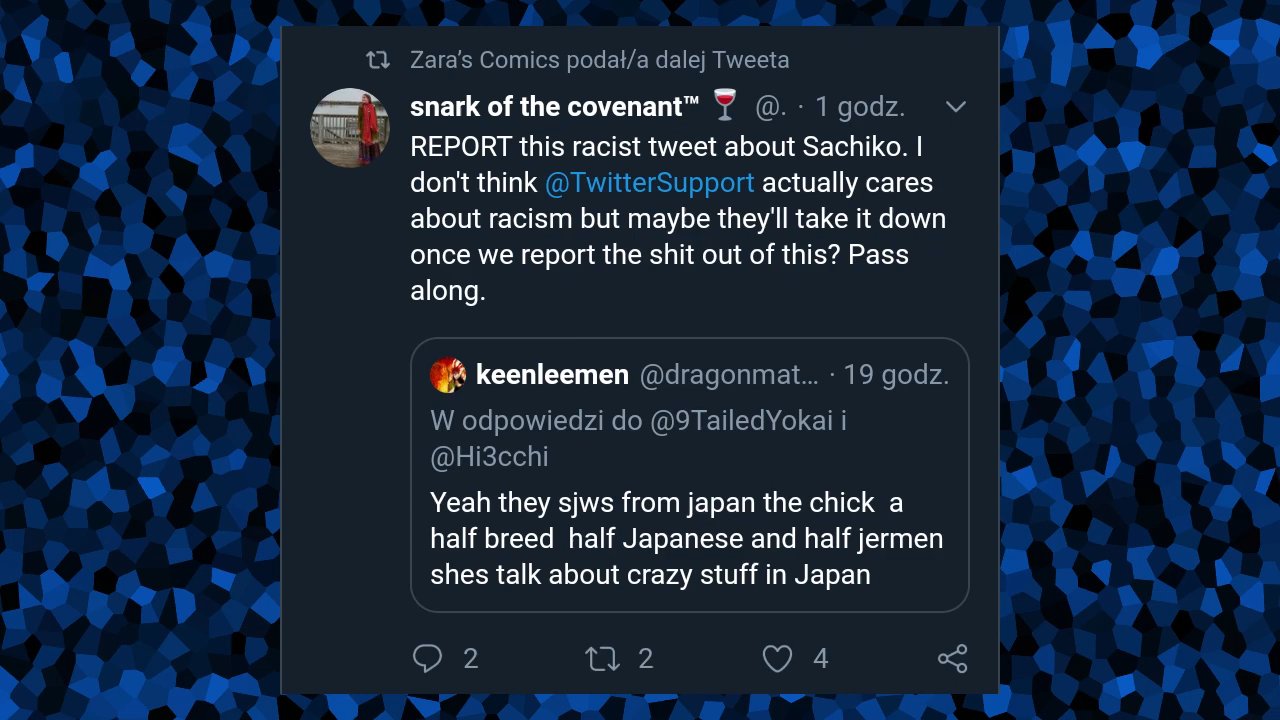 Zara’s Comics podał/a dalej Tweeta
snark of the covenant™ 🍷 @. · 1 godz.
REPORT this racist tweet about Sachiko. I
don't think @TwitterSupport actually cares
about racism but maybe they'll take it down
once we report the shit out of this? Pass
along.
keenleemen @dragonmat... · 19 godz.
W odpowiedzi do @9TailedYokai i
@Hi3cchi
Yeah they sjws from japan the chick  a
half breed  half Japanese and half jermen
shes talk about crazy stuff in Japan
2 2 4